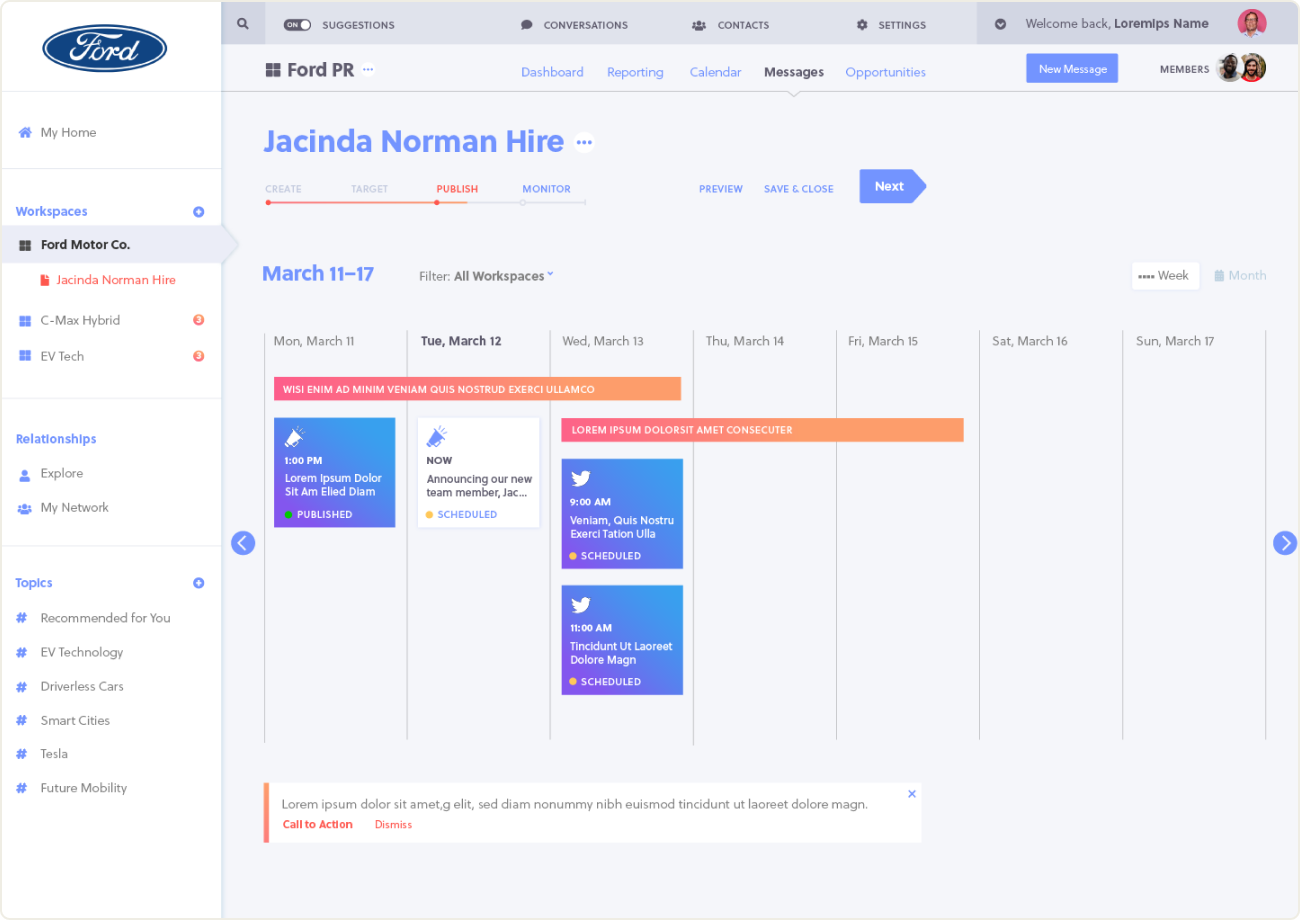 Ford
ON SUGGESTIONS
CONVERSATIONS
CONTACTS
SETTINGS
Welcome back, LoremIps Name
Ford PR
Dashboard
Reporting
Calendar
Messages
Opportunities
New Message
MEMBERS
My Home
Workspaces
Ford Motor Co.
Jacinda Norman Hire
C-Max Hybrid 3
EV Tech 3
Relationships
Explore
My Network
Topics
# Recommended for You
# EV Technology
# Driverless Cars
# Smart Cities
# Tesla
# Future Mobility
Jacinda Norman Hire
CREATE
TARGET
PUBLISH
MONITOR
PREVIEW
SAVE & CLOSE
Next
March 11–17
Filter: All Workspaces
Week
Month
Mon, March 11
Tue, March 12
Wed, March 13
Thu, March 14
Fri, March 15
Sat, March 16
Sun, March 17
WISI ENIM AD MINIM VENIAM QUIS NOSTRUD EXERCI ULLAMCO
LOREM IPSUM DOLORSIT AMET CONSECUTER
1:00 PM
Lorem Ipsum Dolor
Sit Am Elied Diam
PUBLISHED
NOW
Announcing our new
team member, Jac...
SCHEDULED
9:00 AM
Veniam, Quis Nostru
Exerci Tation Ulla
SCHEDULED
11:00 AM
Tincidunt Ut Laoreet
Dolore Magn
SCHEDULED
Lorem ipsum dolor sit amet,g elit, sed diam nonummy nibh euismod tincidunt ut laoreet dolore magn.
Call to Action
Dismiss